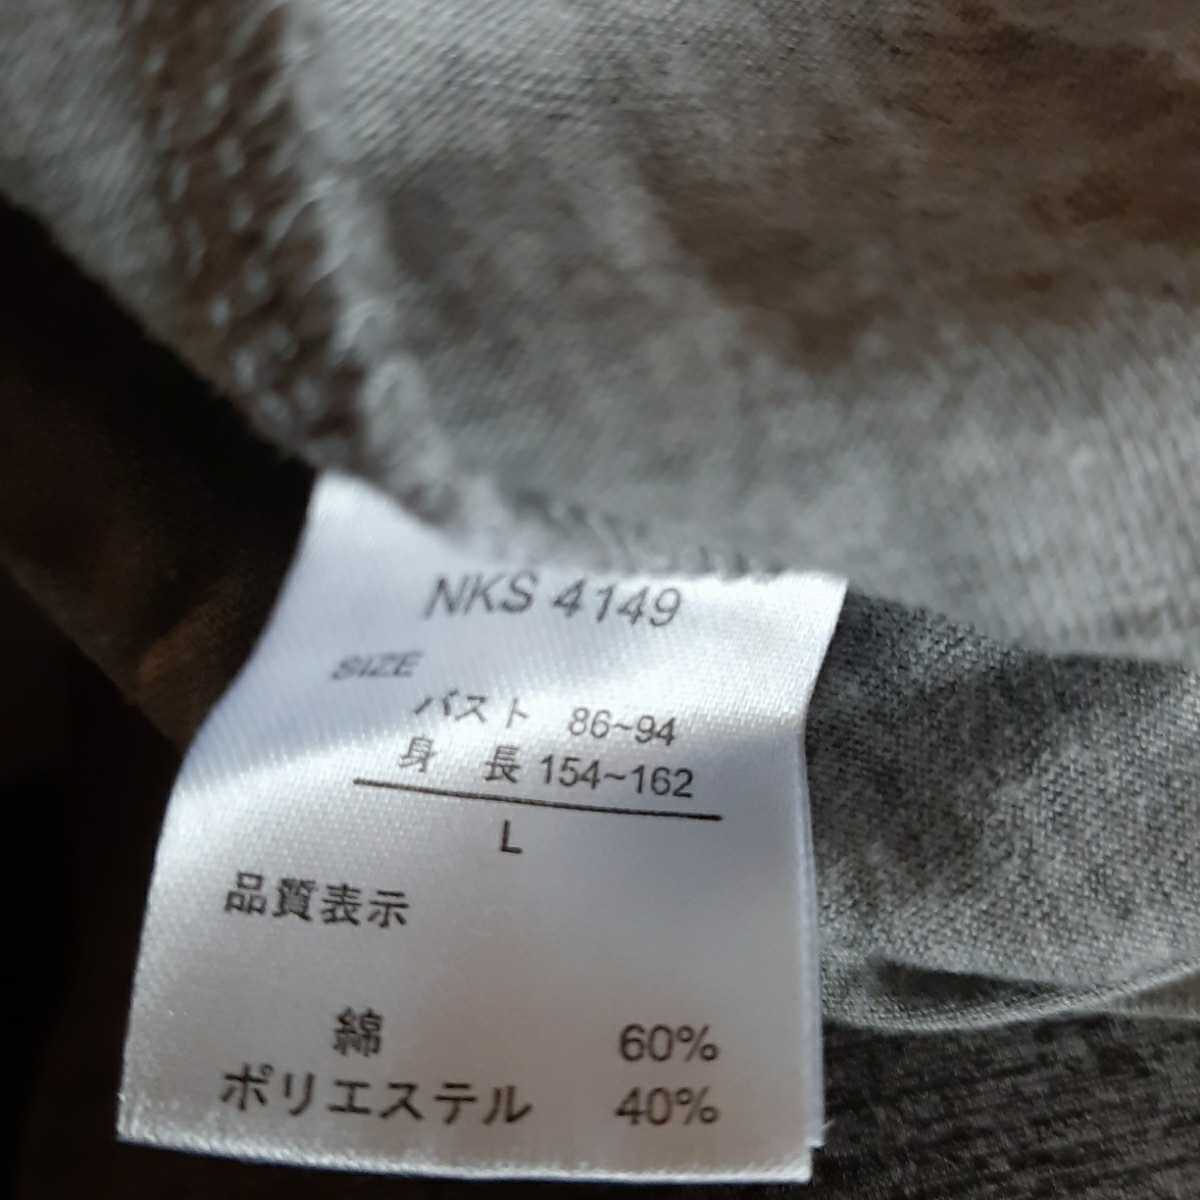 NKS 4149
SIZE
バスト 86~94
身 長 154~162
L
品質表示
綿 60%
ポリエステル 40%